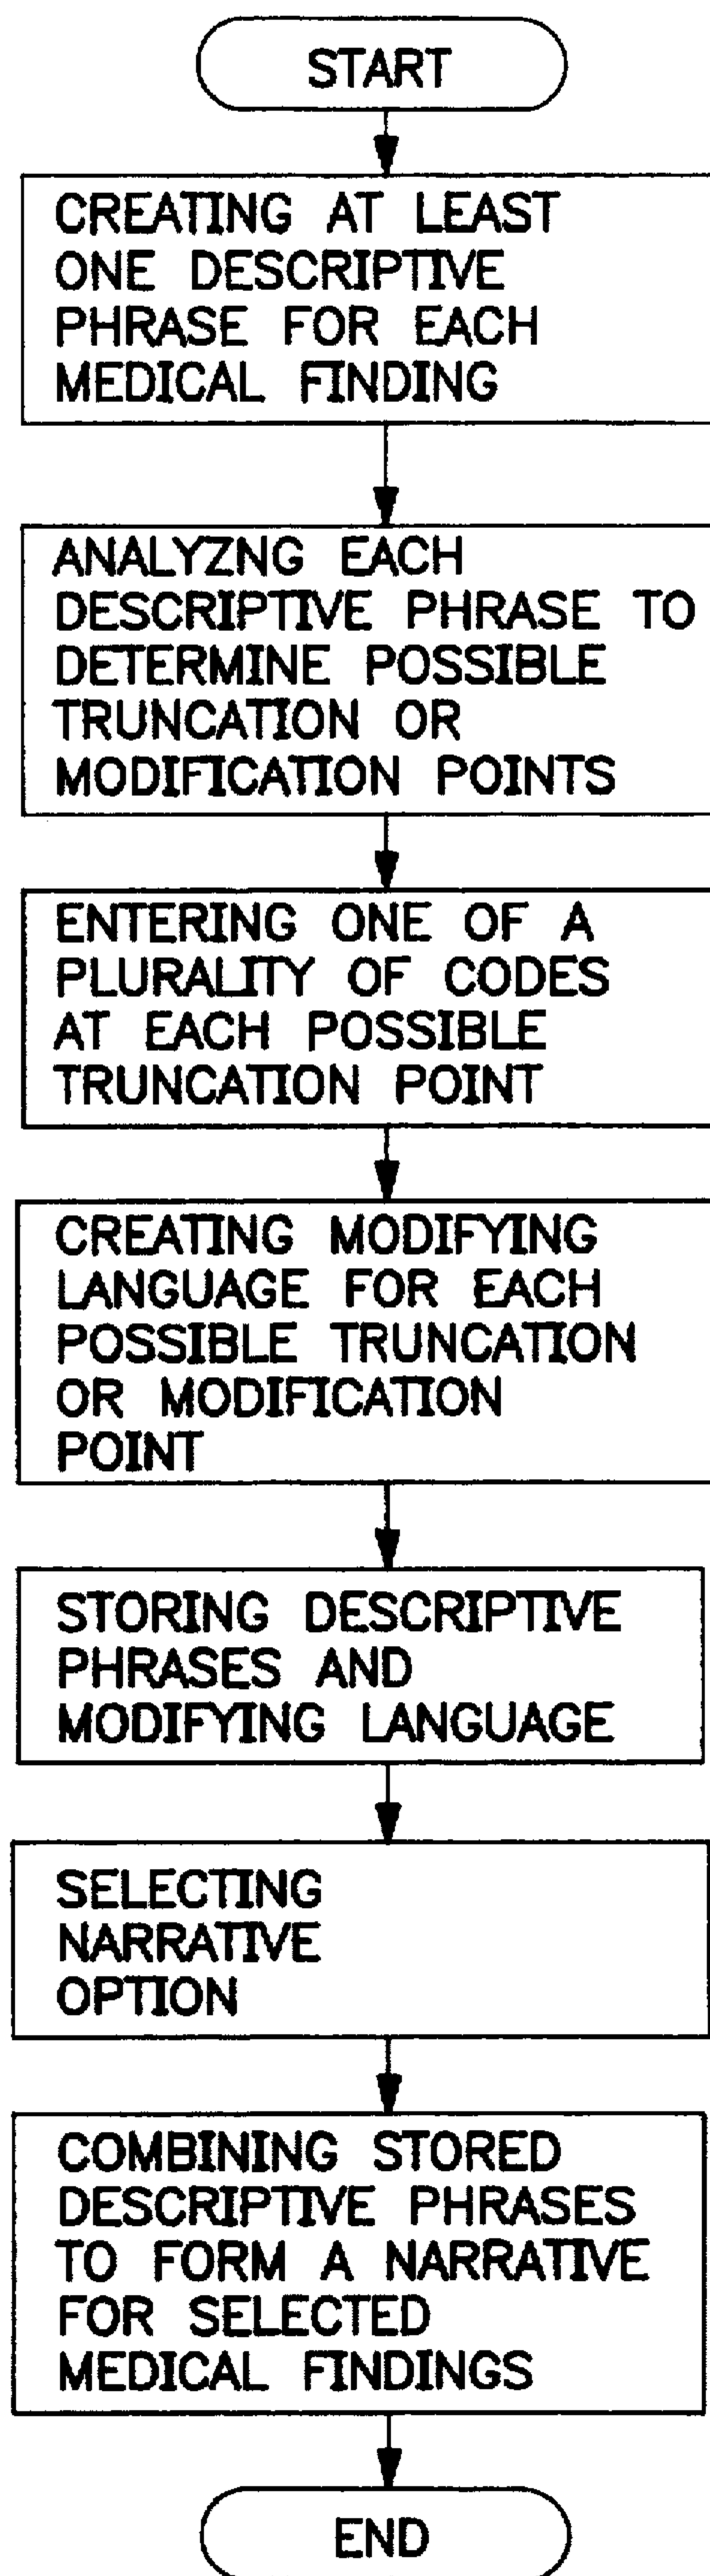 START
CREATING AT LEAST
ONE DESCRIPTIVE
PHRASE FOR EACH
MEDICAL FINDING
ANALYZNG EACH
DESCRIPTIVE PHRASE TO
DETERMINE POSSIBLE
TRUNCATION OR
MODIFICATION POINTS
ENTERING ONE OF A
PLURALITY OF CODES
AT EACH POSSIBLE
TRUNCATION POINT
CREATING MODIFYING
LANGUAGE FOR EACH
POSSIBLE TRUNCATION
OR MODIFICATION
POINT
STORING DESCRIPTIVE
PHRASES AND
MODIFYING LANGUAGE
SELECTING
NARRATIVE
OPTION
COMBINING STORED
DESCRIPTIVE PHRASES
TO FORM A NARRATIVE
FOR SELECTED
MEDICAL FINDINGS
END